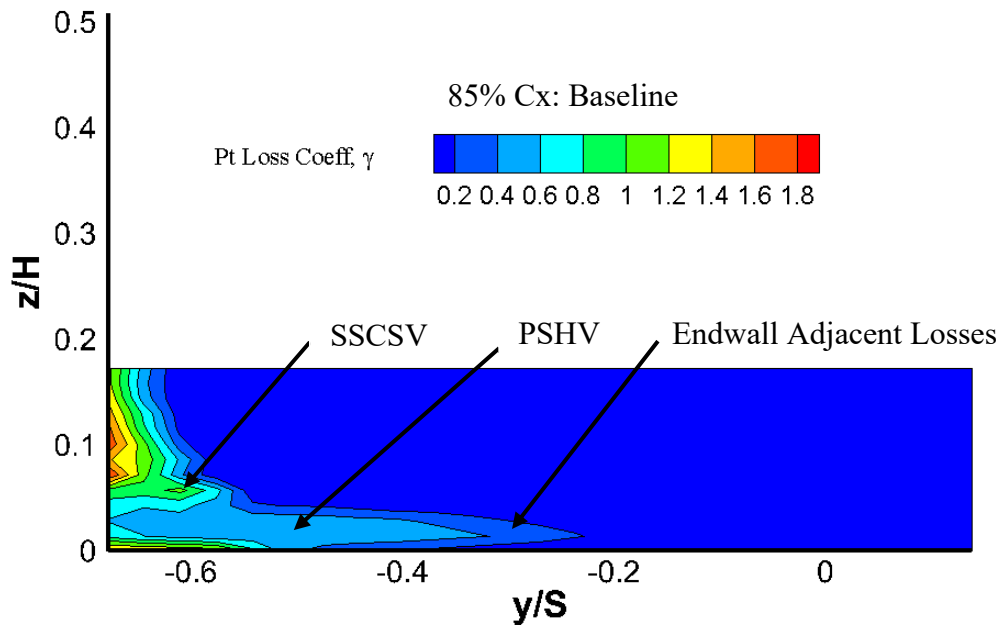 0.5
85% Cx: Baseline
0.4
Pt Loss Coeff, γ
0.2 0.4 0.6 0.8 1 1.2 1.4 1.6 1.8
0.3
z/H
SSCSV PSHV Endwall Adjacent Losses
0.2
0.1
0
-0.6 -0.4 -0.2 0
y/S